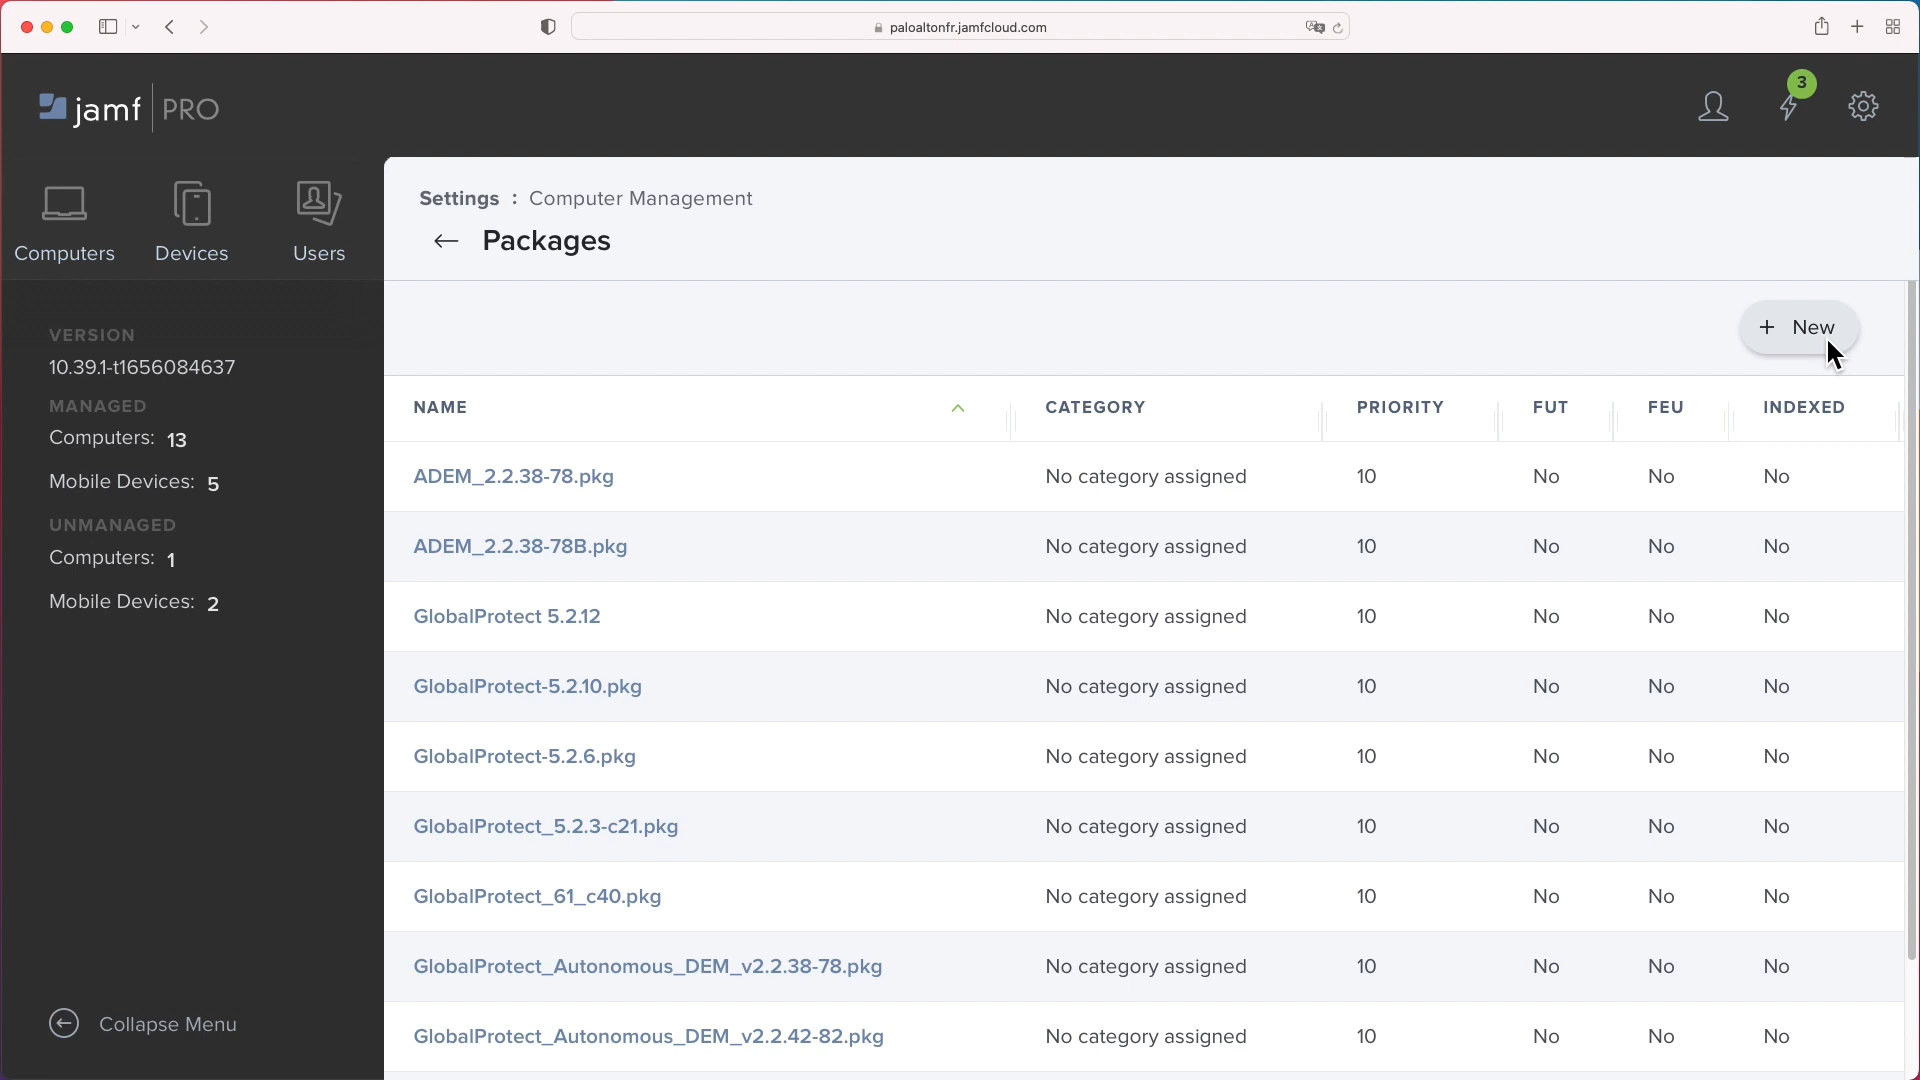 paloaltonfr.jamfcloud.com
jamf PRO
3
Computers Devices Users
VERSION
10.39.1-t1656084637
MANAGED
Computers: 13
Mobile Devices: 5
UNMANAGED
Computers: 1
Mobile Devices: 2
Collapse Menu
Settings : Computer Management
← Packages
+ New
NAME CATEGORY PRIORITY FUT FEU INDEXED
ADEM_2.2.38-78.pkg No category assigned 10 No No No
ADEM_2.2.38-78B.pkg No category assigned 10 No No No
GlobalProtect 5.2.12 No category assigned 10 No No No
GlobalProtect-5.2.10.pkg No category assigned 10 No No No
GlobalProtect-5.2.6.pkg No category assigned 10 No No No
GlobalProtect_5.2.3-c21.pkg No category assigned 10 No No No
GlobalProtect_61_c40.pkg No category assigned 10 No No No
GlobalProtect_Autonomous_DEM_v2.2.38-78.pkg No category assigned 10 No No No
GlobalProtect_Autonomous_DEM_v2.2.42-82.pkg No category assigned 10 No No No